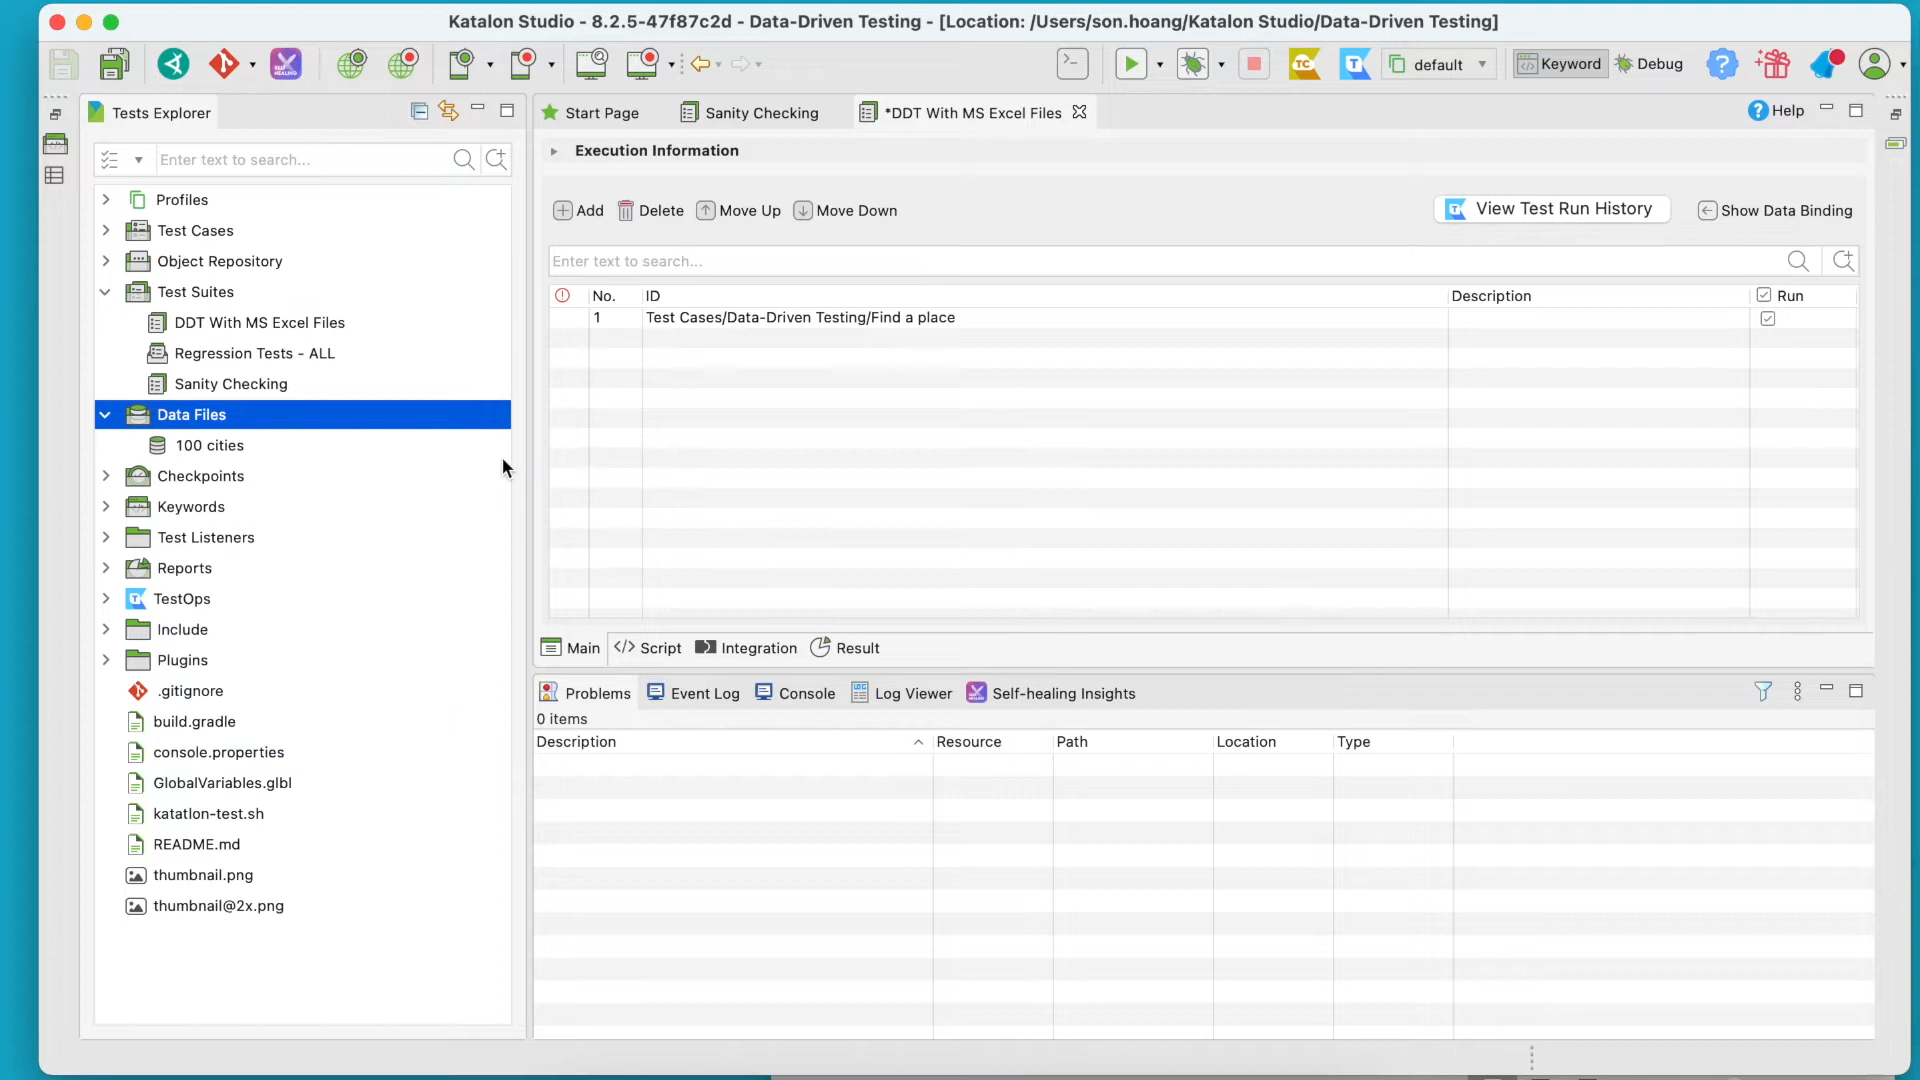 Katalon Studio - 8.2.5-47f87c2d - Data-Driven Testing - [Location: /Users/son.hoang/Katalon Studio/Data-Driven Testing]
SELF HEALING
TC
T
default
Keyword
Debug
Tests Explorer
Start Page
Sanity Checking
*DDT With MS Excel Files
Help
Enter text to search...
Execution Information
Profiles
Test Cases
Object Repository
Test Suites
DDT With MS Excel Files
Regression Tests - ALL
Sanity Checking
Data Files
100 cities
Checkpoints
Keywords
Test Listeners
Reports
TestOps
Include
Plugins
.gitignore
build.gradle
console.properties
GlobalVariables.glbl
katatlon-test.sh
README.md
thumbnail.png
thumbnail@2x.png
Add
Delete
Move Up
Move Down
View Test Run History
Show Data Binding
Enter text to search...
No.
ID
Description
Run
1
Test Cases/Data-Driven Testing/Find a place
Main
Script
Integration
Result
Problems
Event Log
Console
Log Viewer
Self-healing Insights
0 items
Description
Resource
Path
Location
Type